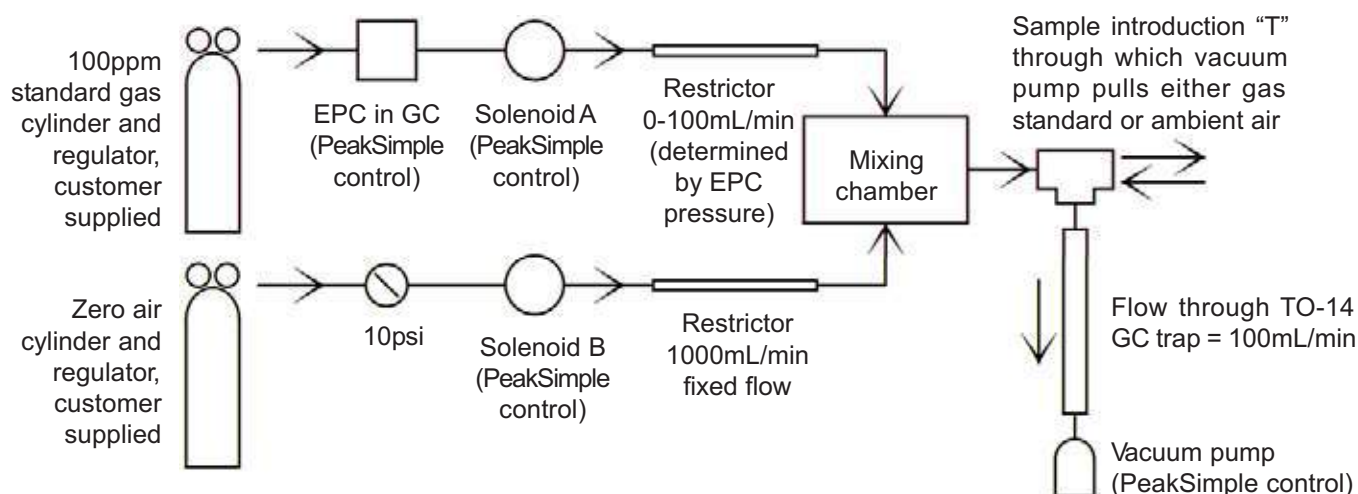 100ppm
standard gas
cylinder and
regulator,
customer
supplied
EPC in GC
(PeakSimple
control)
Solenoid A
(PeakSimple
control)
Restrictor
0-100mL/min
(determined
by EPC
pressure)
Mixing
chamber
Sample introduction “T”
through which vacuum
pump pulls either gas
standard or ambient air
Zero air
cylinder and
regulator,
customer
supplied
10psi
Solenoid B
(PeakSimple
control)
Restrictor
1000mL/min
fixed flow
Flow through TO-14
GC trap = 100mL/min
Vacuum pump
(PeakSimple control)